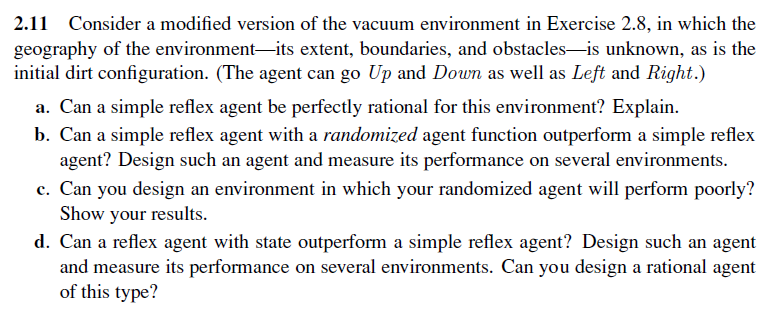 2.11 Consider a modified version of the vacuum environment in Exercise 2.8, in which the
geography of the environment—its extent, boundaries, and obstacles—is unknown, as is the
initial dirt configuration. (The agent can go Up and Down as well as Left and Right.)
a. Can a simple reflex agent be perfectly rational for this environment? Explain.
b. Can a simple reflex agent with a randomized agent function outperform a simple reflex
agent? Design such an agent and measure its performance on several environments.
c. Can you design an environment in which your randomized agent will perform poorly?
Show your results.
d. Can a reflex agent with state outperform a simple reflex agent? Design such an agent
and measure its performance on several environments. Can you design a rational agent
of this type?